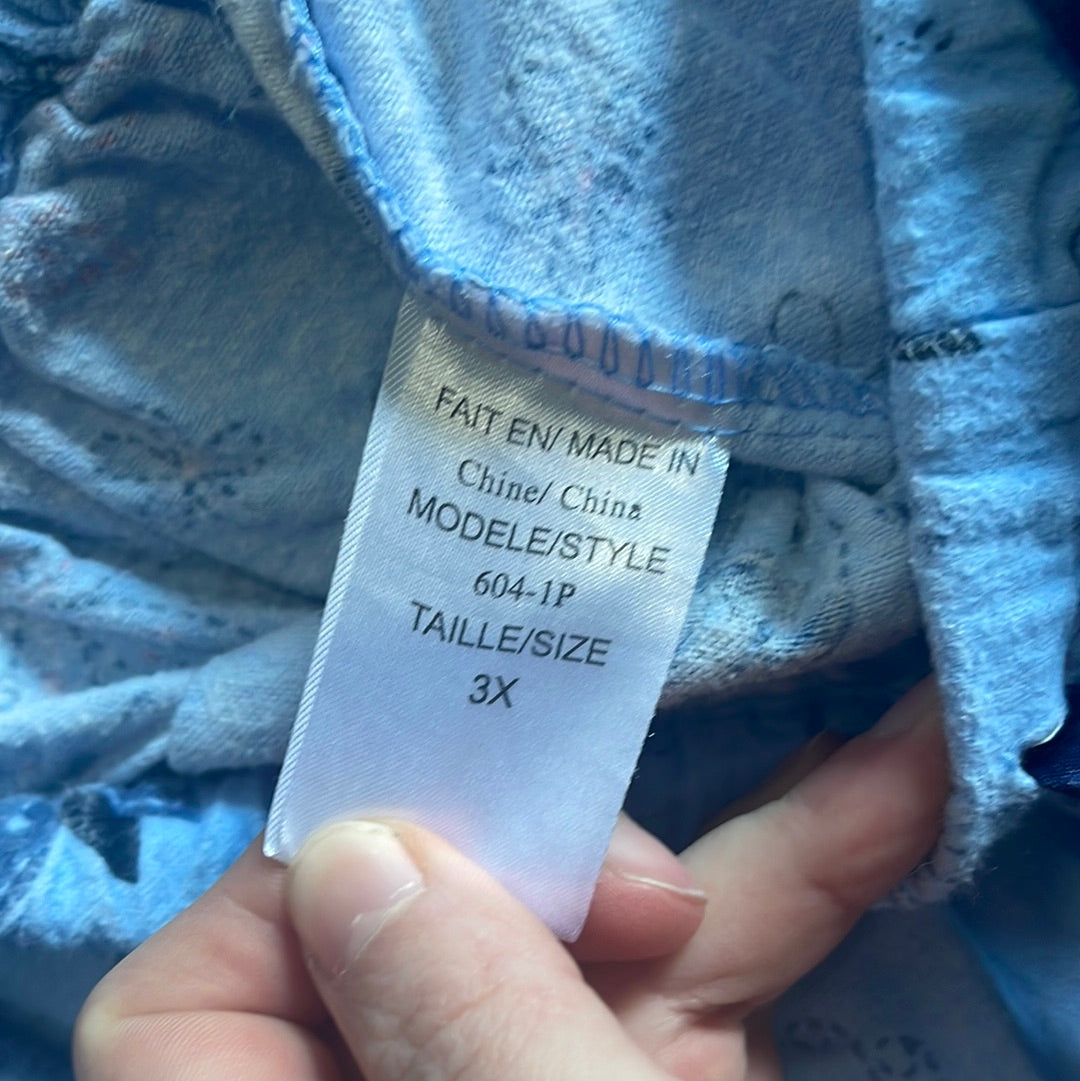 FAIT EN/ MADE IN
Chine/ China
MODELE/STYLE
604-1P
TAILLE/SIZE
3X